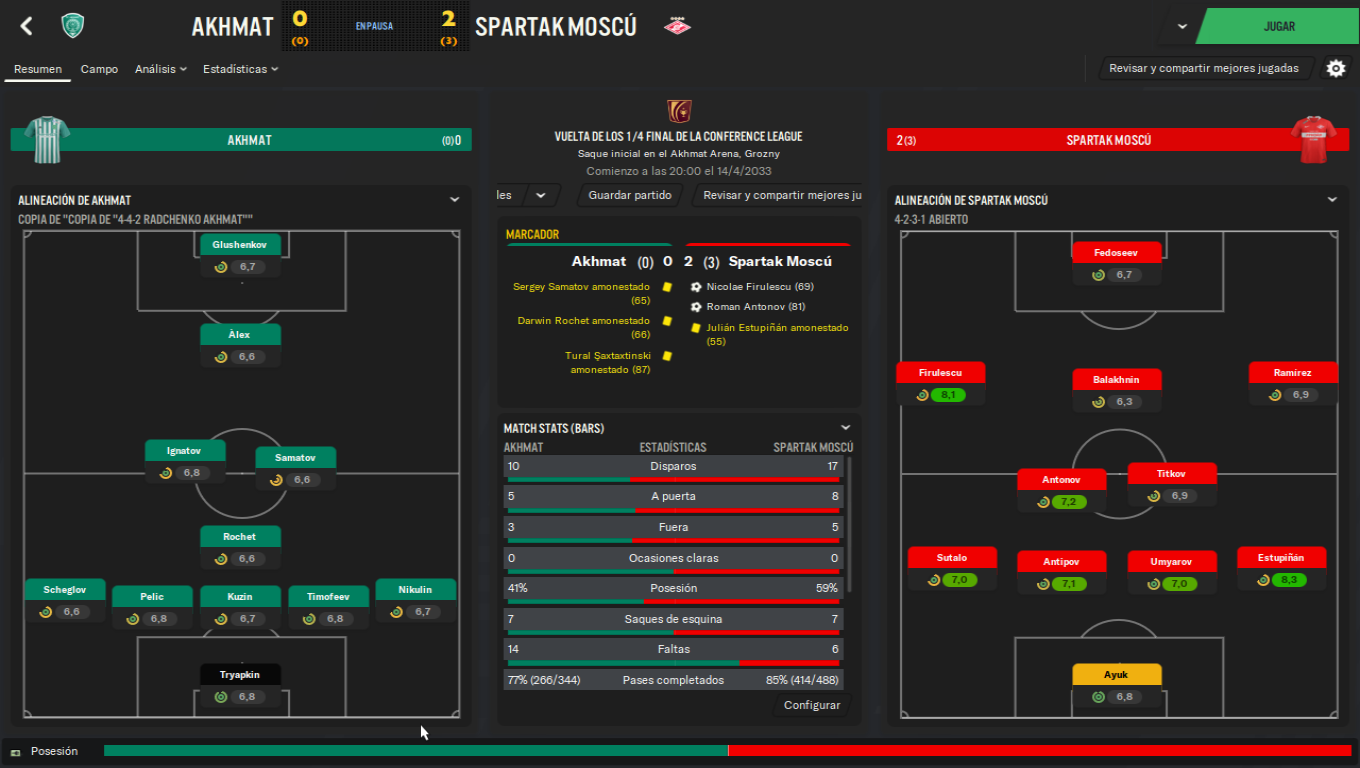 AKHMAT
0
(0)
EN PAUSA
2
(3)
SPARTAK MOSCÚ
JUGAR
Resumen
Campo
Análisis
Estadísticas
Revisar y compartir mejores jugadas
AKHMAT
(0) 0
VUELTA DE LOS 1/4 FINAL DE LA CONFERENCE LEAGUE
Saque inicial en el Akhmat Arena, Grozny
Comienzo a las 20:00 el 14/4/2033
les
Guardar partido
Revisar y compartir mejores ju
2 (3)
SPARTAK MOSCÚ
ALINEACIÓN DE AKHMAT
COPIA DE "COPIA DE "4-4-2 RADCHENKO AKHMAT""
Glushenkov
6,7
Àlex
6,6
Ignatov
6,8
Samatov
6,6
Rochet
6,6
Scheglov
6,6
Pelic
6,8
Kuzin
6,7
Timofeev
6,8
Nikulin
6,7
Tryapkin
6,8
MARCADOR
Akhmat (0) 0 2 (3) Spartak Moscú
Sergey Samatov amonestado
(65)
Darwin Rochet amonestado
(66)
Tural Şaxtaxtinski
amonestado (87)
Nicolae Firulescu (69)
Roman Antonov (81)
Julián Estupiñán amonestado
(55)
MATCH STATS (BARS)
AKHMAT ESTADÍSTICAS SPARTAK MOSCÚ
10 Disparos 17
5 A puerta 8
3 Fuera 5
0 Ocasiones claras 0
41% Posesión 59%
7 Saques de esquina 7
14 Faltas 6
77% (266/344) Pases completados 85% (414/488)
Configurar
ALINEACIÓN DE SPARTAK MOSCÚ
4-2-3-1 ABIERTO
Fedoseev
6,7
Firulescu
8,1
Balakhnin
6,3
Ramírez
6,9
Antonov
7,2
Titkov
6,9
Sutalo
7,0
Antipov
7,1
Umyarov
7,0
Estupiñán
8,3
Ayuk
6,8
Posesión